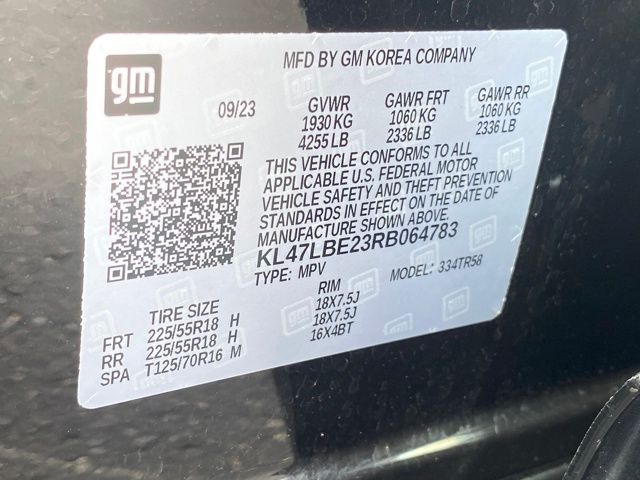 gm
MFD BY GM KOREA COMPANY
09/23 GVWR GAWR FRT GAWR RR
1930 KG 1060 KG 1060 KG
4255 LB 2336 LB 2336 LB
THIS VEHICLE CONFORMS TO ALL
APPLICABLE U.S. FEDERAL MOTOR
VEHICLE SAFETY AND THEFT PREVENTION
STANDARDS IN EFFECT ON THE DATE OF
MANUFACTURE SHOWN ABOVE.
KL47LBE23RB064783
TYPE: MPV MODEL: 334TR58
TIRE SIZE RIM
FRT 225/55R18 H 18X7.5J
RR 225/55R18 H 18X7.5J
SPA T125/70R16 M 16X4BT